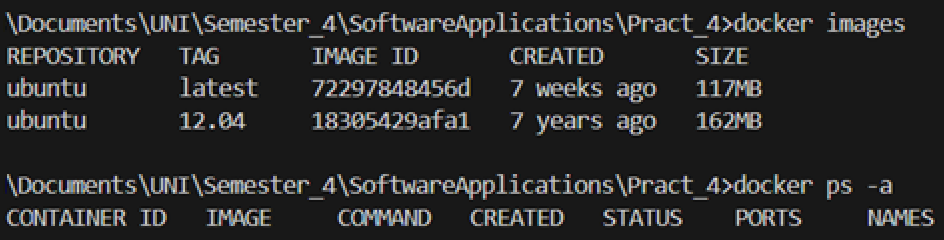 \Documents\UNI\Semester_4\SoftwareApplications\Pract_4>docker images
REPOSITORY TAG IMAGE ID CREATED SIZE
ubuntu latest 72297848456d 7 weeks ago 117MB
ubuntu 12.04 18305429afa1 7 years ago 162MB
\Documents\UNI\Semester_4\SoftwareApplications\Pract_4>docker ps -a
CONTAINER ID IMAGE COMMAND CREATED STATUS PORTS NAMES